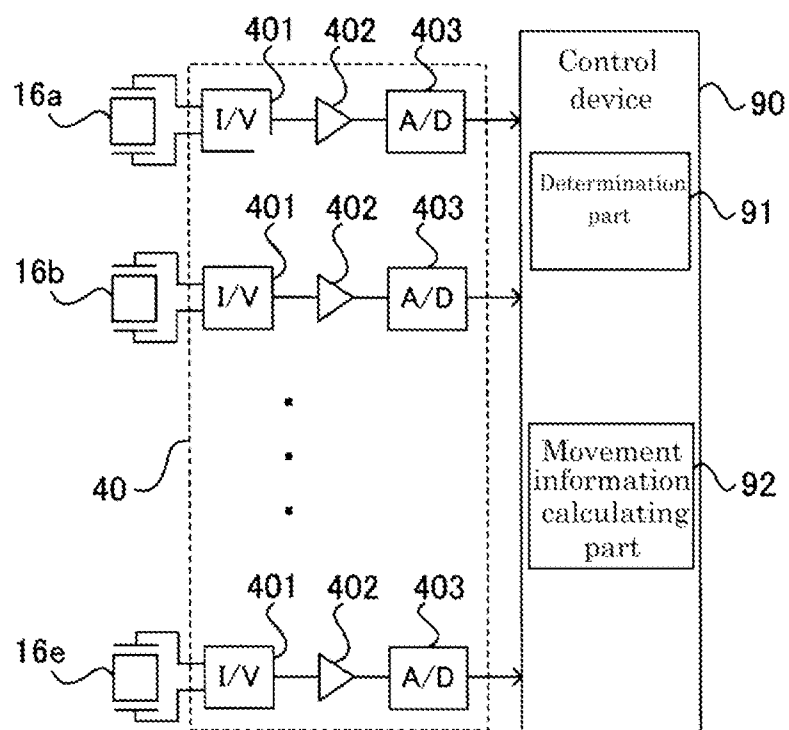 401 402 403
16a I/V A/D
Control
device
90
Determination
part
91
401 402 403
16b I/V A/D
40
Movement
information
calculating
part
92
401 402 403
16e I/V A/D